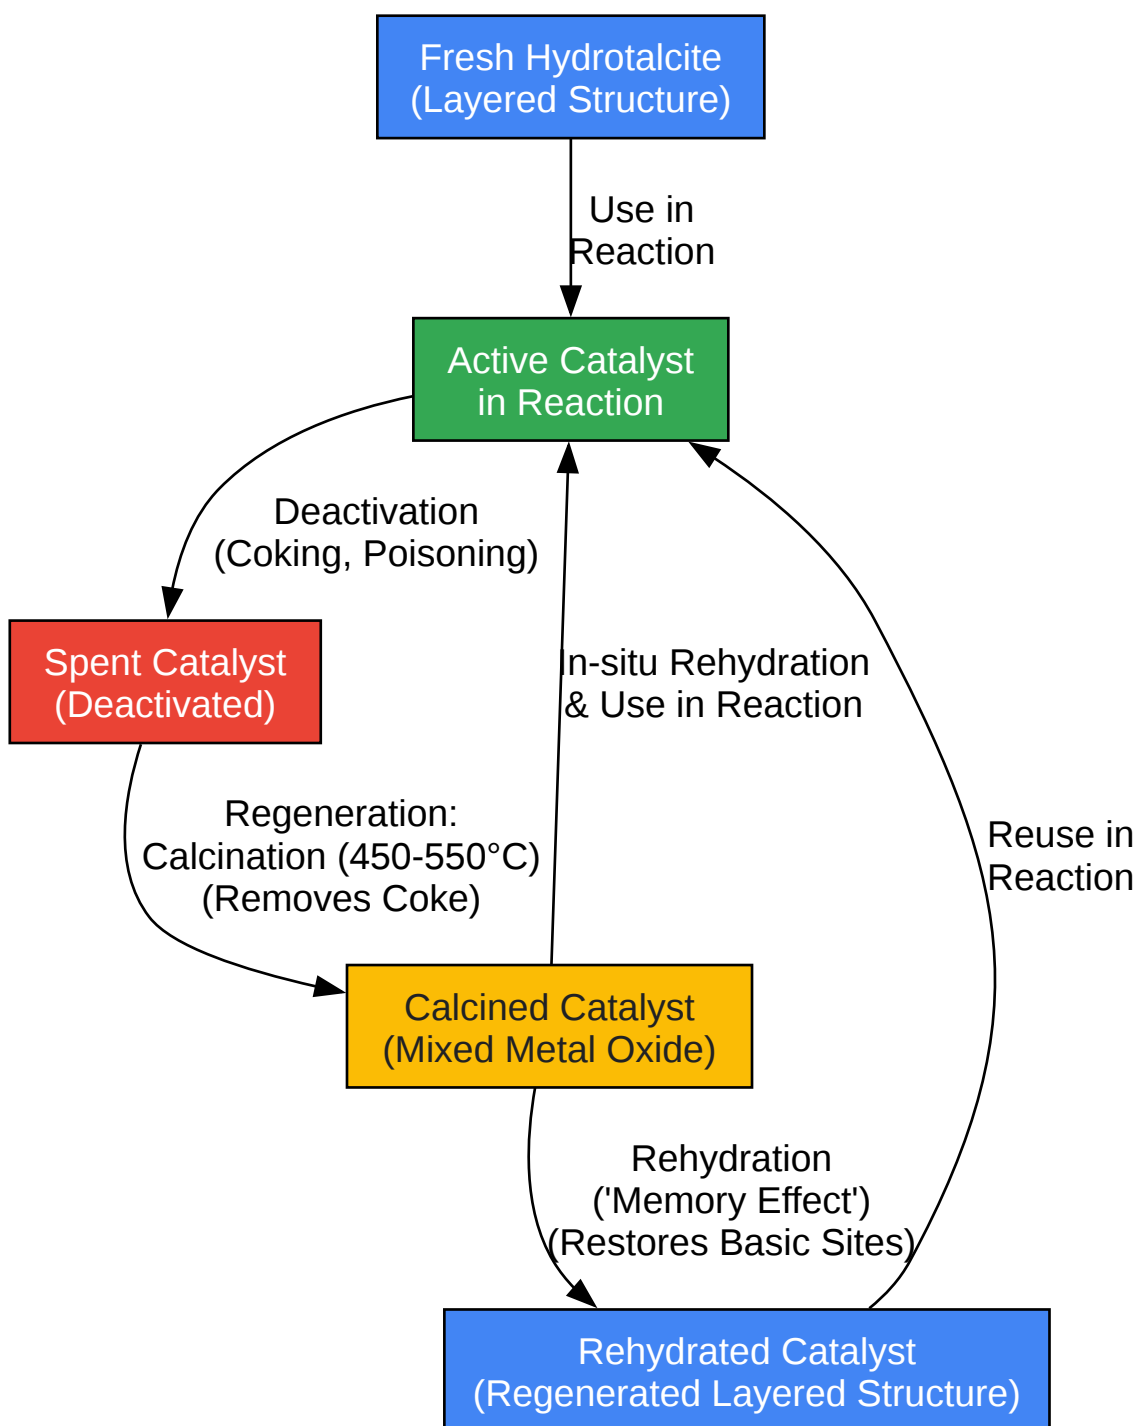 Fresh Hydrotalcite
(Layered Structure)
Use in
Reaction
Active Catalyst
in Reaction
Deactivation
(Coking, Poisoning)
Spent Catalyst
(Deactivated)
In-situ Rehydration
& Use in Reaction
Regeneration:
Calcination (450-550°C)
(Removes Coke)
Reuse in
Reaction
Calcined Catalyst
(Mixed Metal Oxide)
Rehydration
('Memory Effect')
(Restores Basic Sites)
Rehydrated Catalyst
(Regenerated Layered Structure)